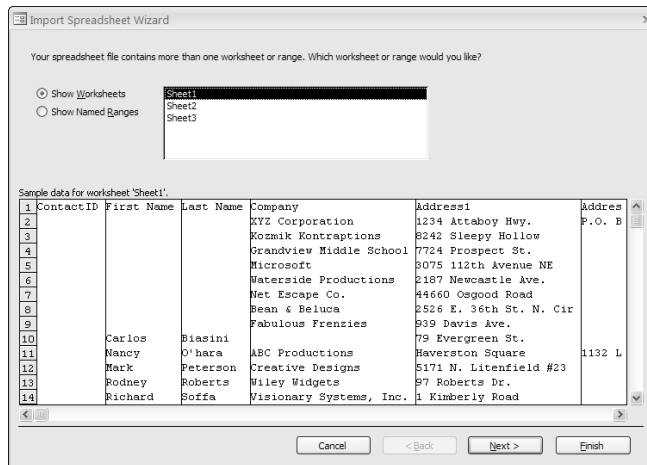 Import Spreadsheet Wizard
Your spreadsheet file contains more than one worksheet or range. Which worksheet or range would you like?
Show Worksheets
Show Named Ranges
Sheet1
Sheet2
Sheet3
Sample data for worksheet 'Sheet1'.
1 ContactID First Name Last Name Company Address1 Addres
2 XYZ Corporation 1234 Attaboy Hwy. P.O. B
3 Kozmik Kontraptions 8242 Sleepy Hollow
4 Grandview Middle School 7724 Prospect St.
5 Microsoft 3075 112th Avenue NE
6 Waterside Productions 2187 Newcastle Ave.
7 Net Escape Co. 44660 Osgood Road
8 Bean & Beluca 2526 E. 36th St. N. Cir
9 Fabulous Frenzies 939 Davis Ave.
10 Carlos Biasini 79 Evergreen St.
11 Nancy O'hara ABC Productions Haverston Square 1132 L
12 Mark Peterson Creative Designs 5171 N. Litenfield #23
13 Rodney Roberts Wiley Widgets 97 Roberts Dr.
14 Richard Soffa Visionary Systems, Inc. 1 Kimberly Road
Cancel < Back Next > Finish